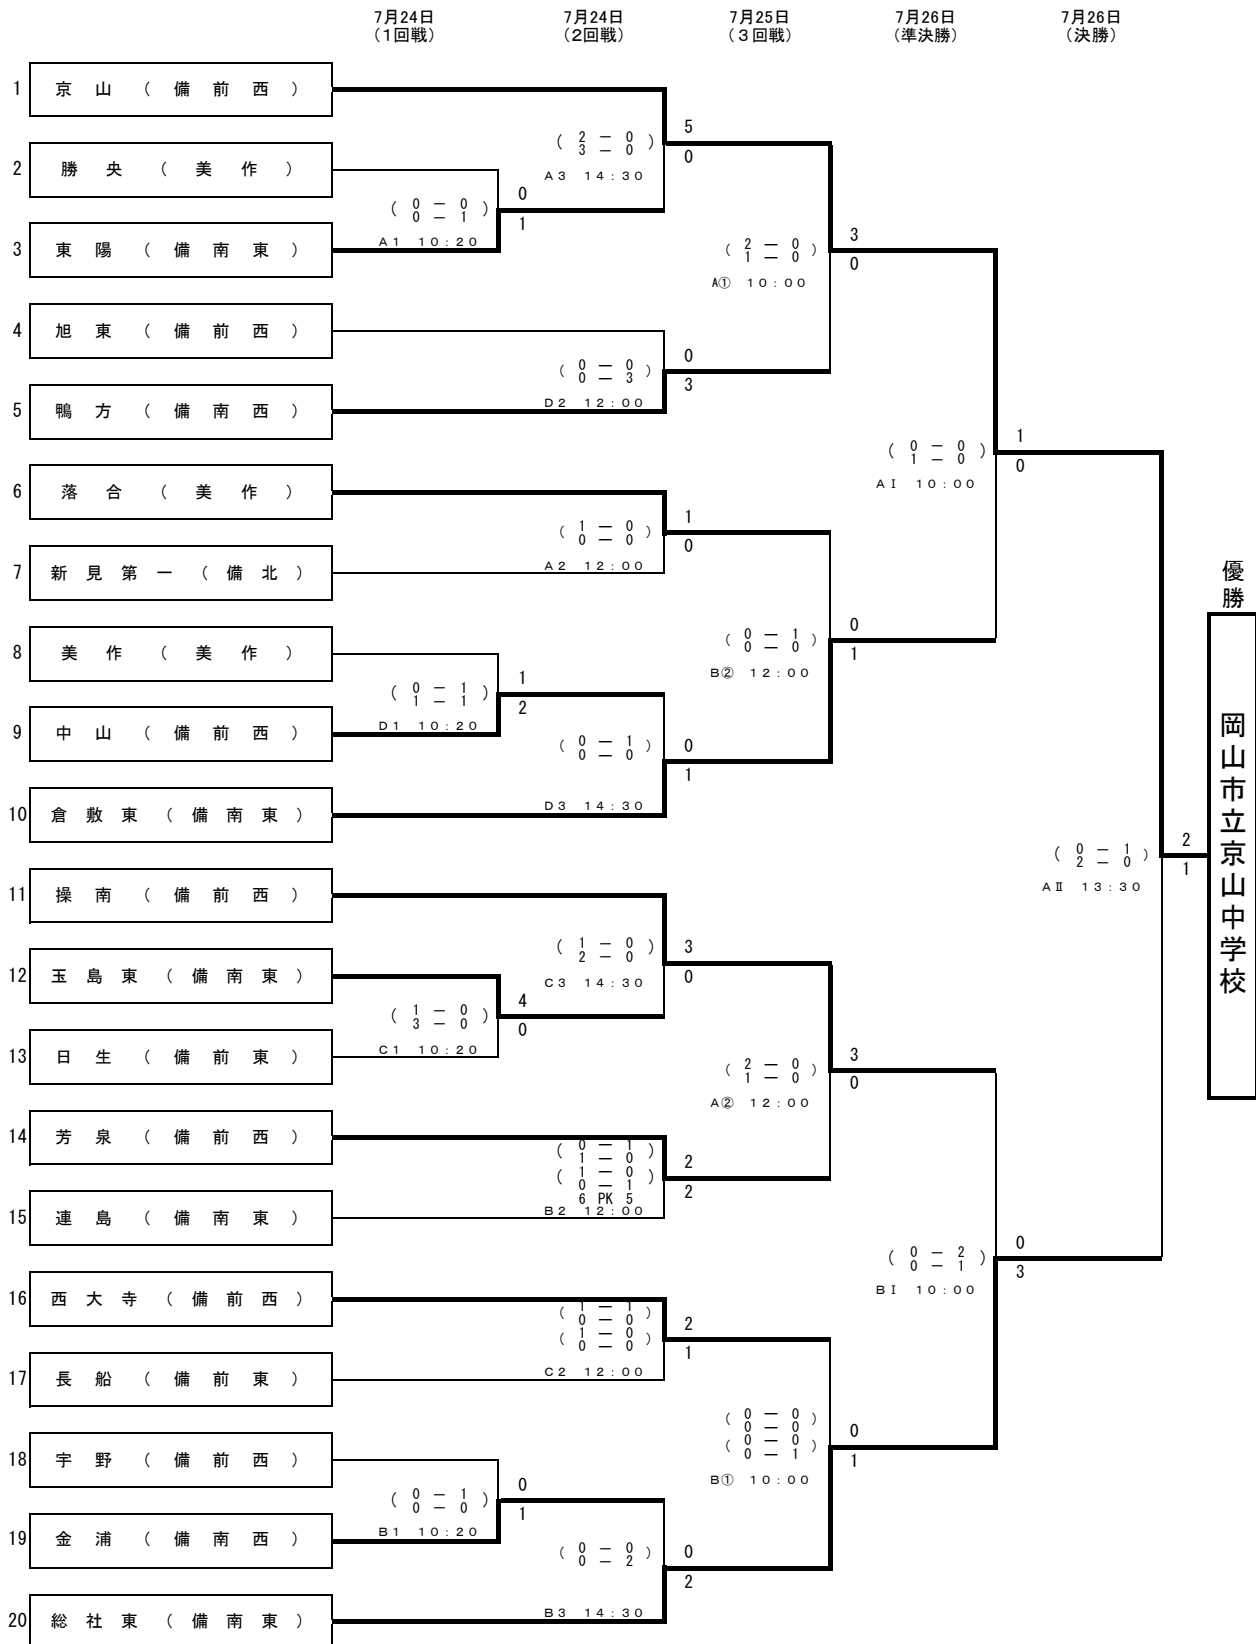 7月24日 7月24日 7月25日 7月26日 7月26日
（1回戦） （2回戦） （3回戦） （準決勝） （決勝）
1 京山（備前西）
5
（2－0
3－0）
0
A3 14：30
2 勝央（美作）
0
（0－0
0－1）
1
A1 10：20
3 東陽（備南東）
3
（2－0
1－0）
0
A① 10：00
4 旭東（備前西）
0
（0－0
0－3）
3
D2 12：00
5 鴨方（備南西）
1
（0－0
1－0）
0
AⅠ 10：00
6 落合（美作）
1
（1－0
0－0）
0
A2 12：00
7 新見第一（備北）
優勝
0
（0－1
0－0）
1
B② 12：00
8 美作（美作）
1
（0－1
1－1）
2
D1 10：20
9 中山（備前西）
0
（0－1
0－0）
1
D3 14：30
10 倉敷東（備南東）
岡山市立京山中学校
2
（0－1
2－0）
1
AⅡ 13：30
11 操南（備前西）
3
（1－0
2－0）
0
C3 14：30
12 玉島東（備南東）
4
（1－0
3－0）
0
C1 10：20
13 日生（備前東）
3
（2－0
1－0）
0
A② 12：00
14 芳泉（備前西）
（0－1
1－0）
2
（1－0
0－1）
2
6 PK 5
B2 12：00
15 連島（備南東）
0
（0－2
0－1）
3
BⅠ 10：00
16 西大寺（備前西）
（1－1
0－0）
2
（1－0
0－0）
1
C2 12：00
17 長船（備前東）
（0－0
0－0）
0
（0－0
0－1）
1
B① 10：00
18 宇野（備前西）
0
（0－1
0－0）
1
B1 10：20
19 金浦（備南西）
0
（0－0
0－2）
2
B3 14：30
20 総社東（備南東）